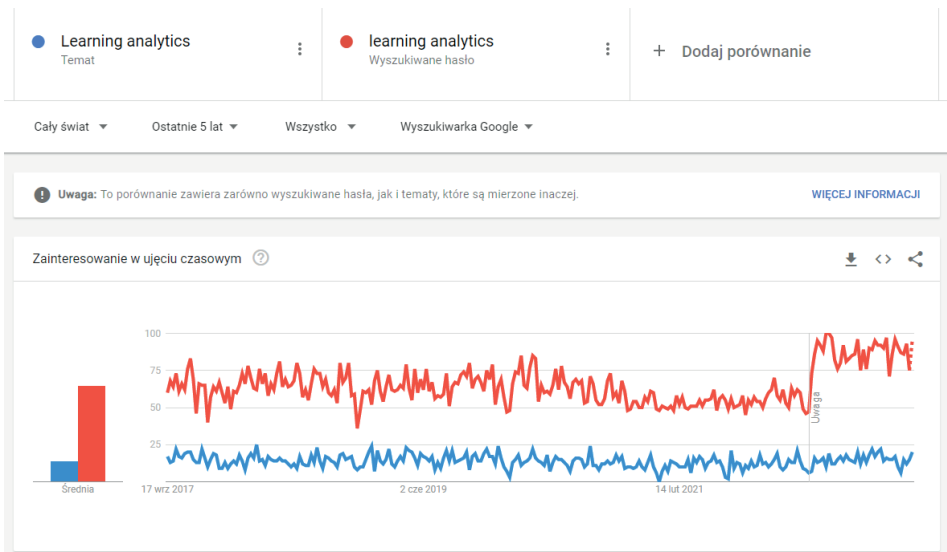 Learning analytics
Temat
learning analytics
Wyszukiwane hasło
+ Dodaj porównanie
Cały świat
Ostatnie 5 lat
Wszystko
Wyszukiwarka Google
Uwaga: To porównanie zawiera zarówno wyszukiwane hasła, jak i tematy, które są mierzone inaczej.
WIĘCEJ INFORMACJI
Zainteresowanie w ujęciu czasowym
100
75
50
25
Uwaga
Średnia
17 wrz 2017
2 cze 2019
14 lut 2021